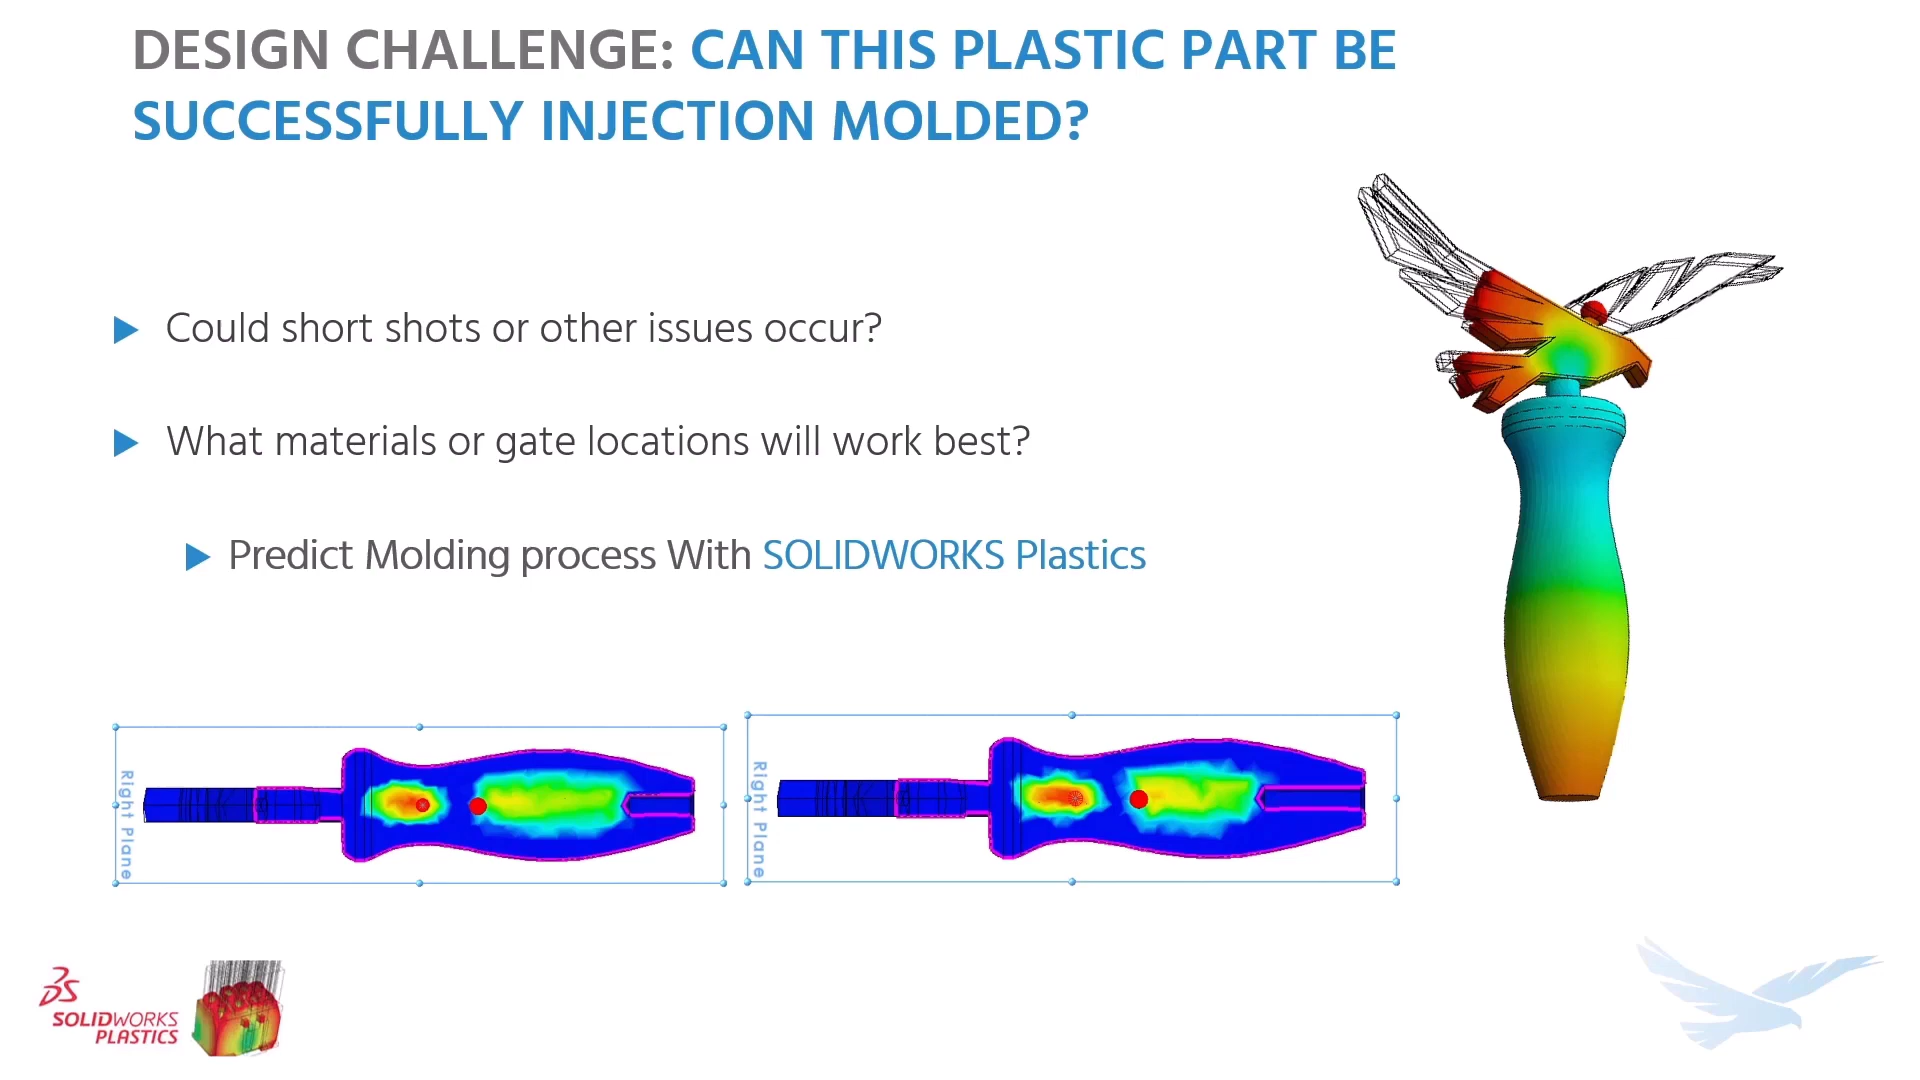 DESIGN CHALLENGE: CAN THIS PLASTIC PART BE
SUCCESSFULLY INJECTION MOLDED?
Could short shots or other issues occur?
What materials or gate locations will work best?
Predict Molding process With SOLIDWORKS Plastics
Right Plane
Right Plane
DS
SOLIDWORKS
PLASTICS